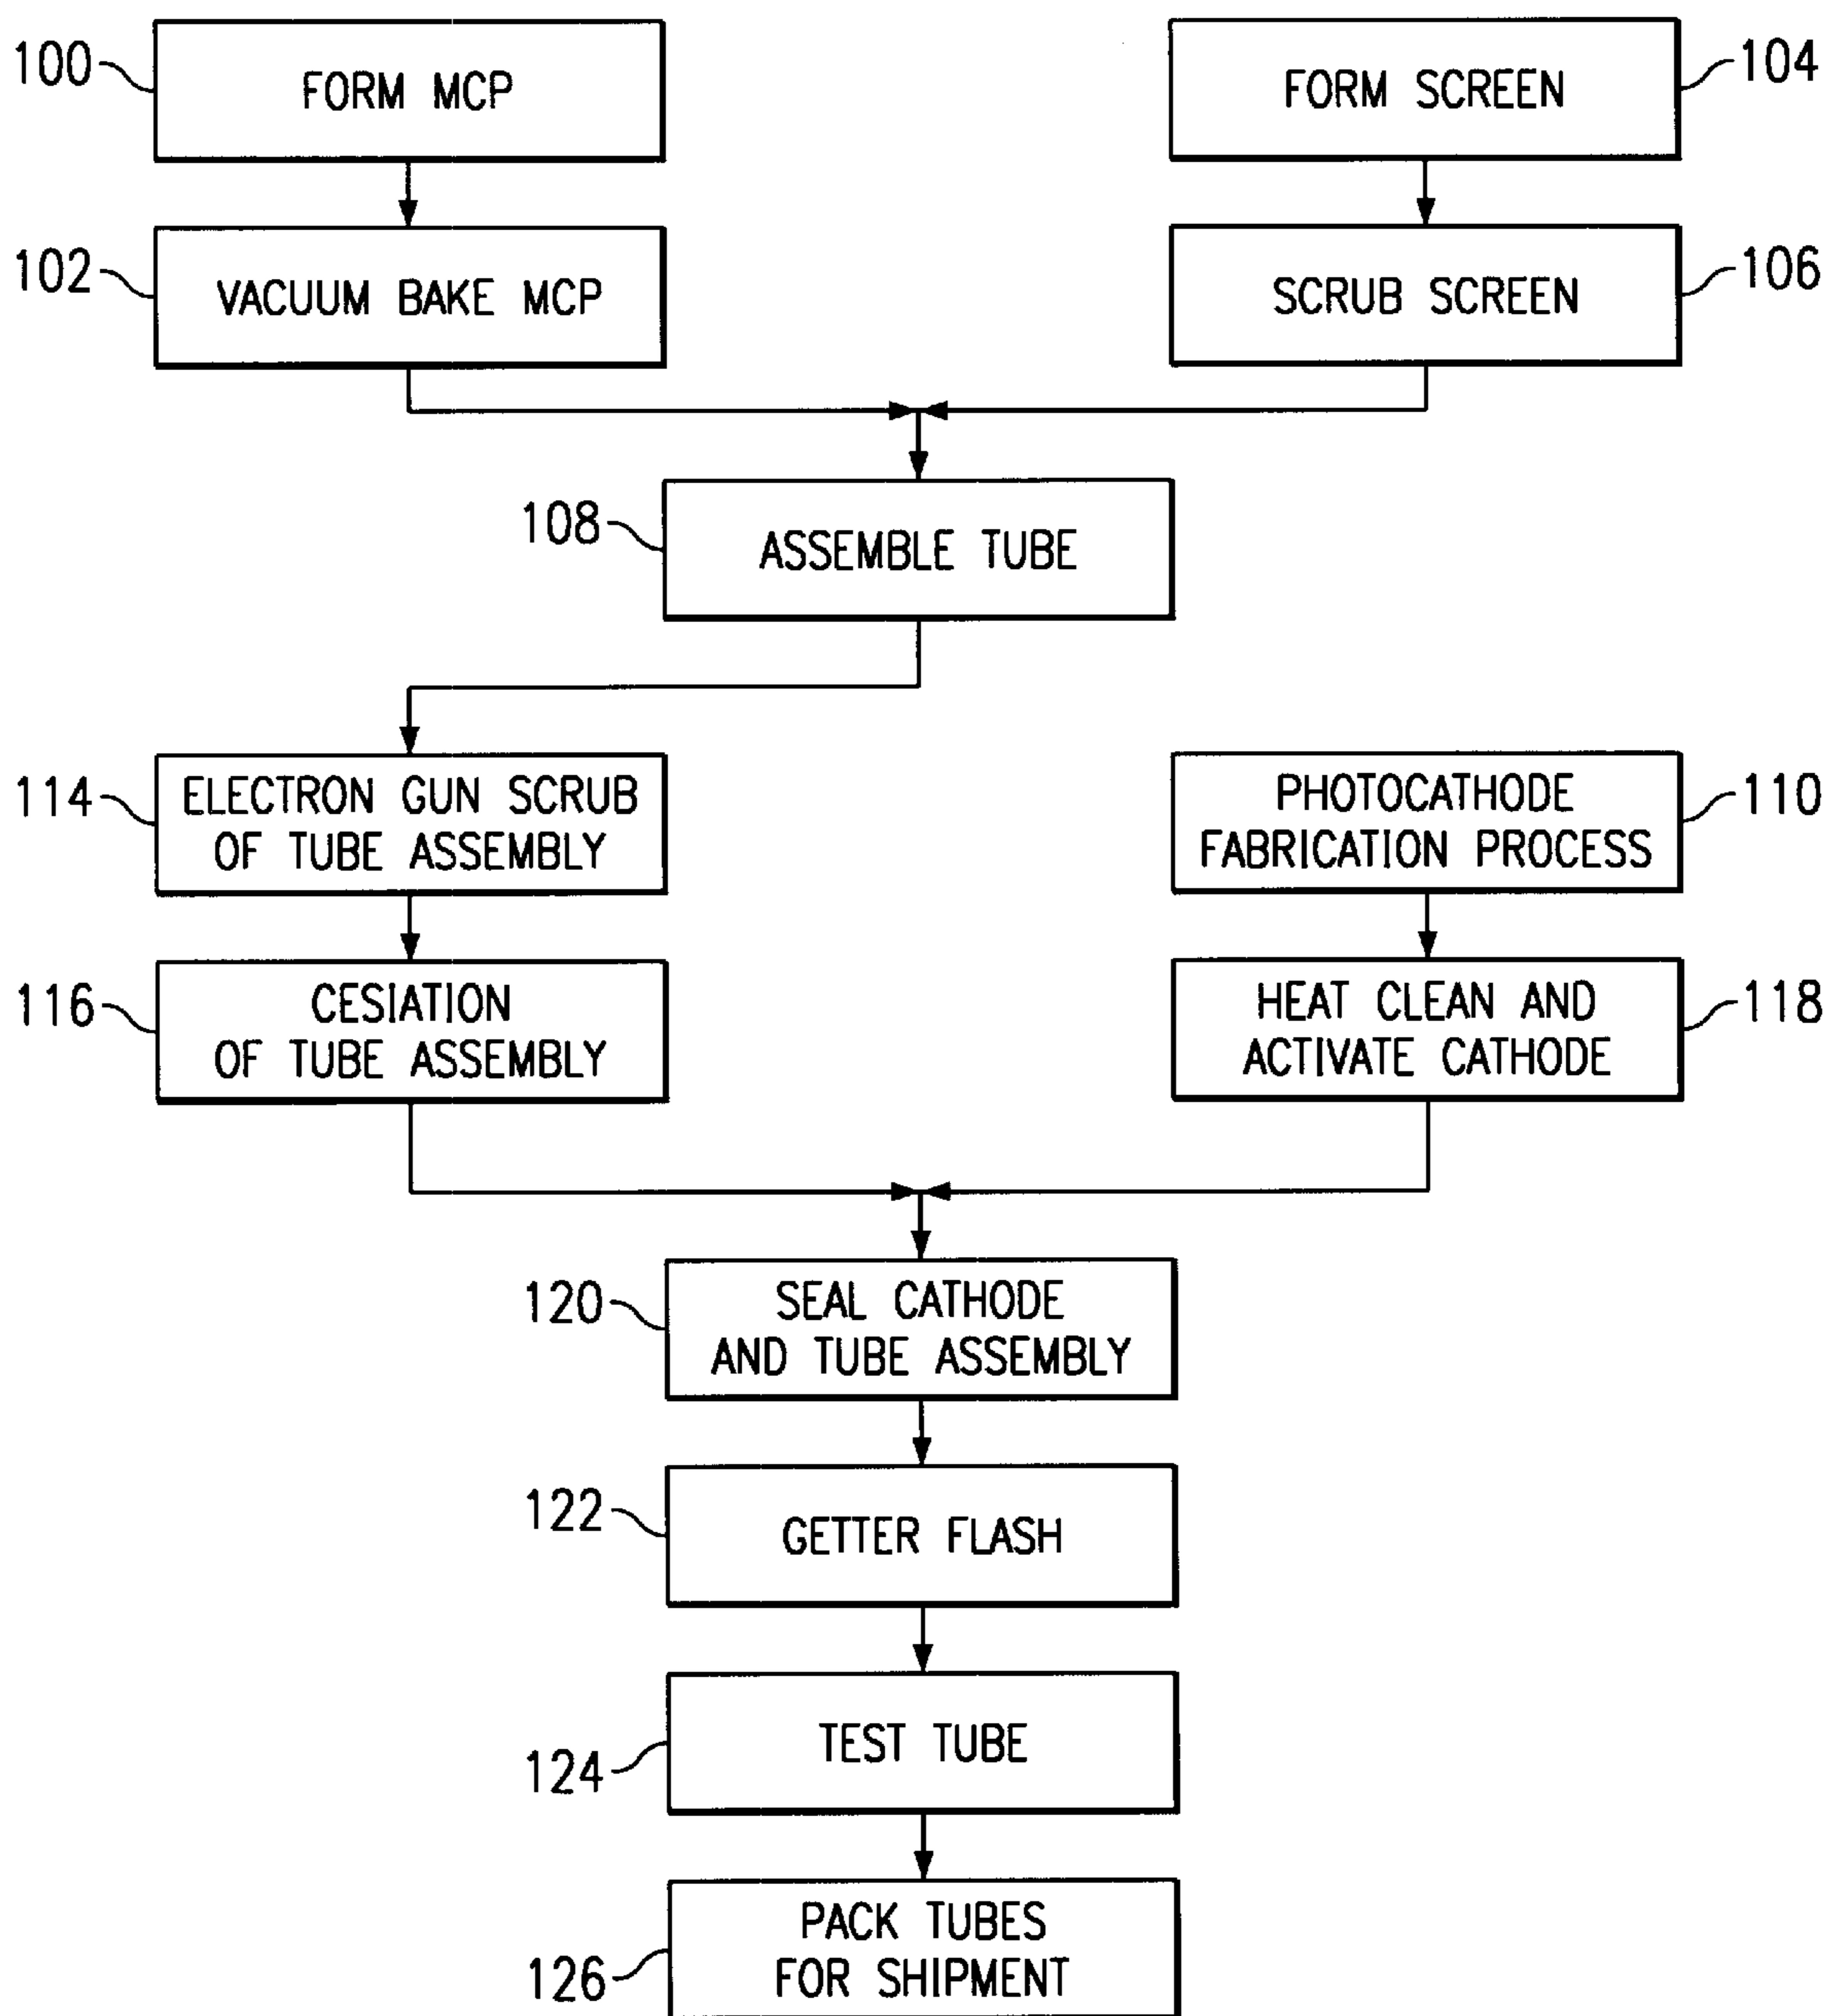 100
FORM MCP
FORM SCREEN
104
102
VACUUM BAKE MCP
SCRUB SCREEN
106
108
ASSEMBLE TUBE
114
ELECTRON GUN SCRUB
OF TUBE ASSEMBLY
PHOTOCATHODE
FABRICATION PROCESS
110
116
CESIATION
OF TUBE ASSEMBLY
HEAT CLEAN AND
ACTIVATE CATHODE
118
120
SEAL CATHODE
AND TUBE ASSEMBLY
122
GETTER FLASH
124
TEST TUBE
126
PACK TUBES
FOR SHIPMENT